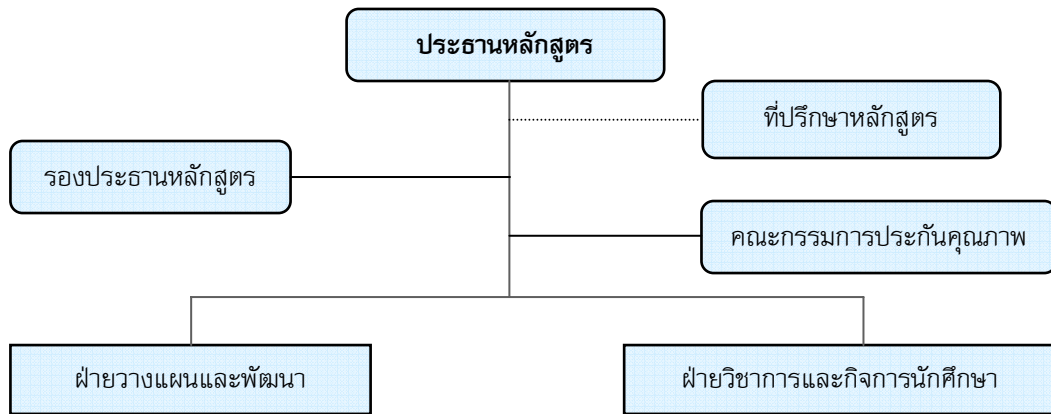 ประธานหลักสูตร
ที่ปรึกษาหลักสูตร
รองประธานหลักสูตร
คณะกรรมการประกันคุณภาพ
ฝ่ายวางแผนและพัฒนา
ฝ่ายวิชาการและกิจการนักศึกษา